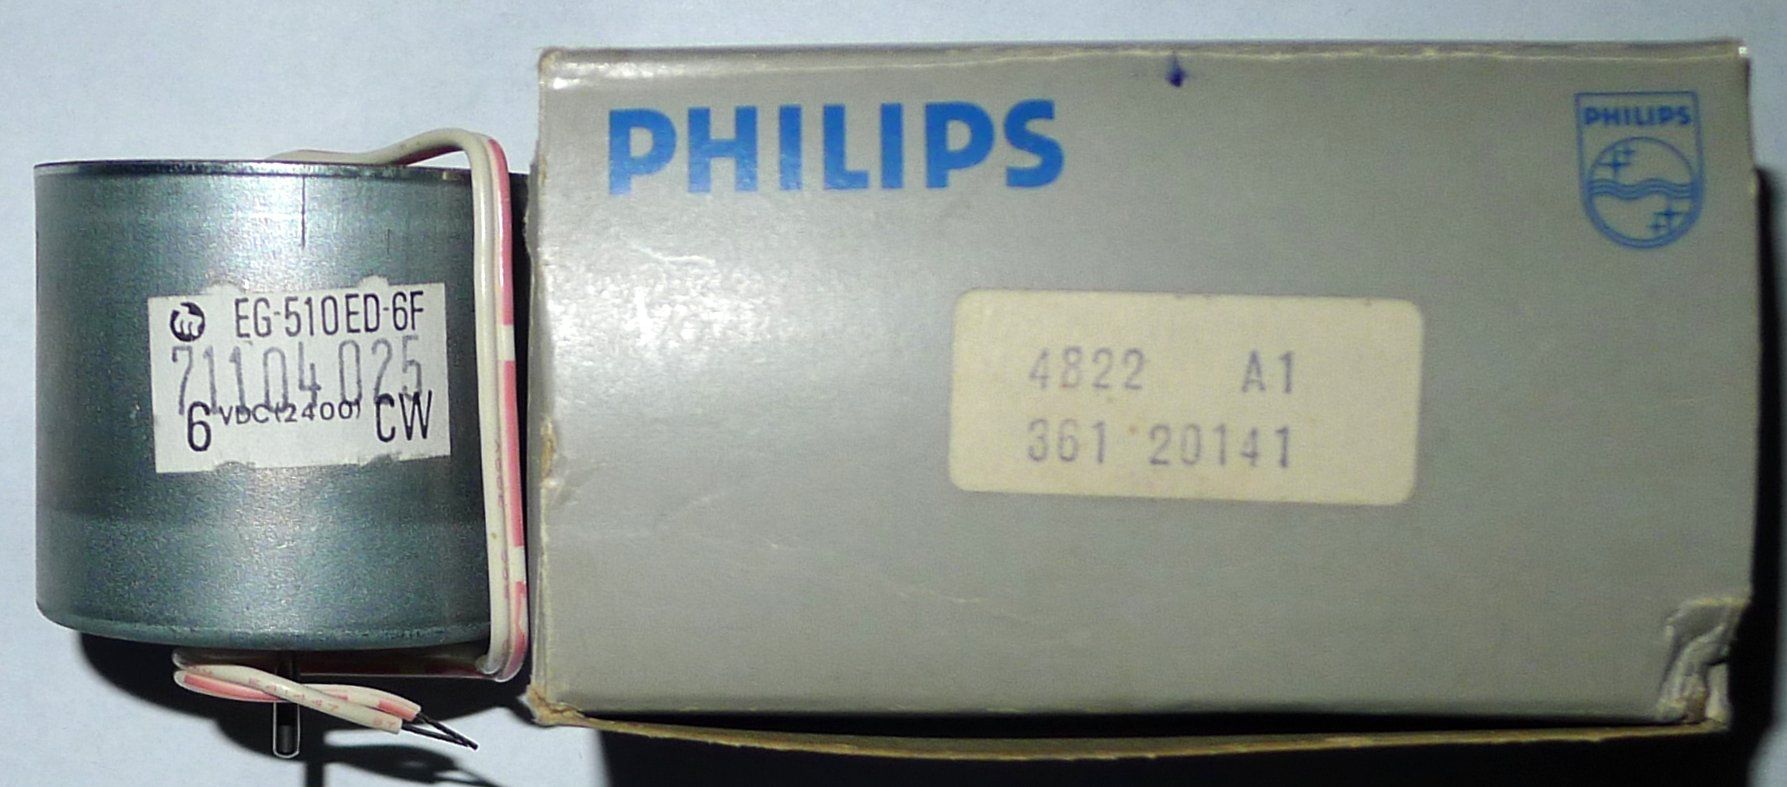 EG-510ED-6F
71104025
6 VDC(2400) CW
PHILIPS
PHILIPS
4822 A1
361 20141